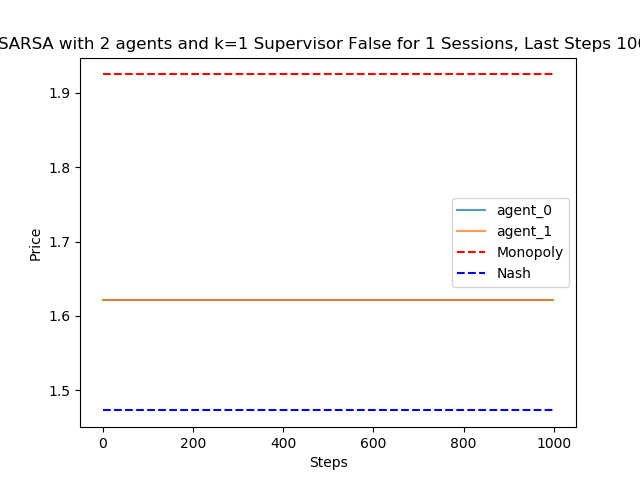 SARSA with 2 agents and k=1 Supervisor False for 1 Sessions, Last Steps 100
1.9
1.8
1.7
1.6
1.5
Price
agent_0
agent_1
Monopoly
Nash
0 200 400 600 800 1000
Steps